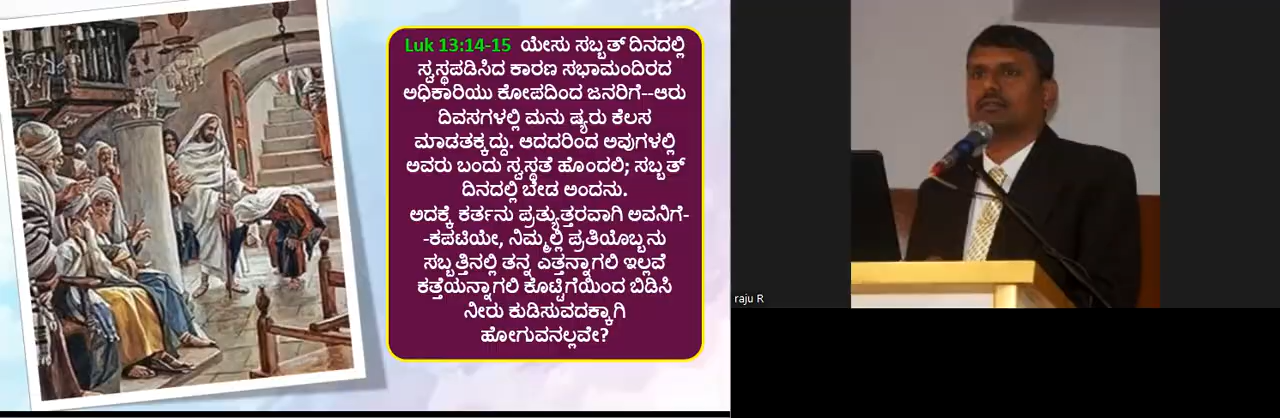 Luk 13:14-15 ಯೇಸು ಸಬ್ಬತ್ ದಿನದಲ್ಲಿ
ಸ್ವಸ್ಥಪಡಿಸಿದ ಕಾರಣ ಸಭಾಮಂದಿರದ
ಅಧಿಕಾರಿಯು ಕೋಪದಿಂದ ಜನರಿಗೆ--ಆರು
ದಿವಸಗಳಲ್ಲಿ ಮನು ಷ್ಯರು ಕೆಲಸ
ಮಾಡತಕ್ಕದ್ದು. ಆದದರಿಂದ ಅವುಗಳಲ್ಲಿ
ಅವರು ಬಂದು ಸ್ವಸ್ಥತೆ ಹೊಂದಲಿ; ಸಬ್ಬತ್
ದಿನದಲ್ಲಿ ಬೇಡ ಅಂದನು.
ಅದಕ್ಕೆ ಕರ್ತನು ಪ್ರತ್ಯುತ್ತರವಾಗಿ ಅವನಿಗೆ-
-ಕಪಟಿಯೇ, ನಿಮ್ಮಲ್ಲಿ ಪ್ರತಿಯೊಬ್ಬನು
ಸಬ್ಬತ್ತಿನಲ್ಲಿ ತನ್ನ ಎತ್ತನ್ನಾಗಲಿ ಇಲ್ಲವೆ
ಕತ್ತೆಯನ್ನಾಗಲಿ ಕೊಟ್ಟಿಗೆಯಿಂದ ಬಿಡಿಸಿ
ನೀರು ಕುಡಿಸುವದಕ್ಕಾಗಿ
ಹೋಗುವನಲ್ಲವೇ?
raju R